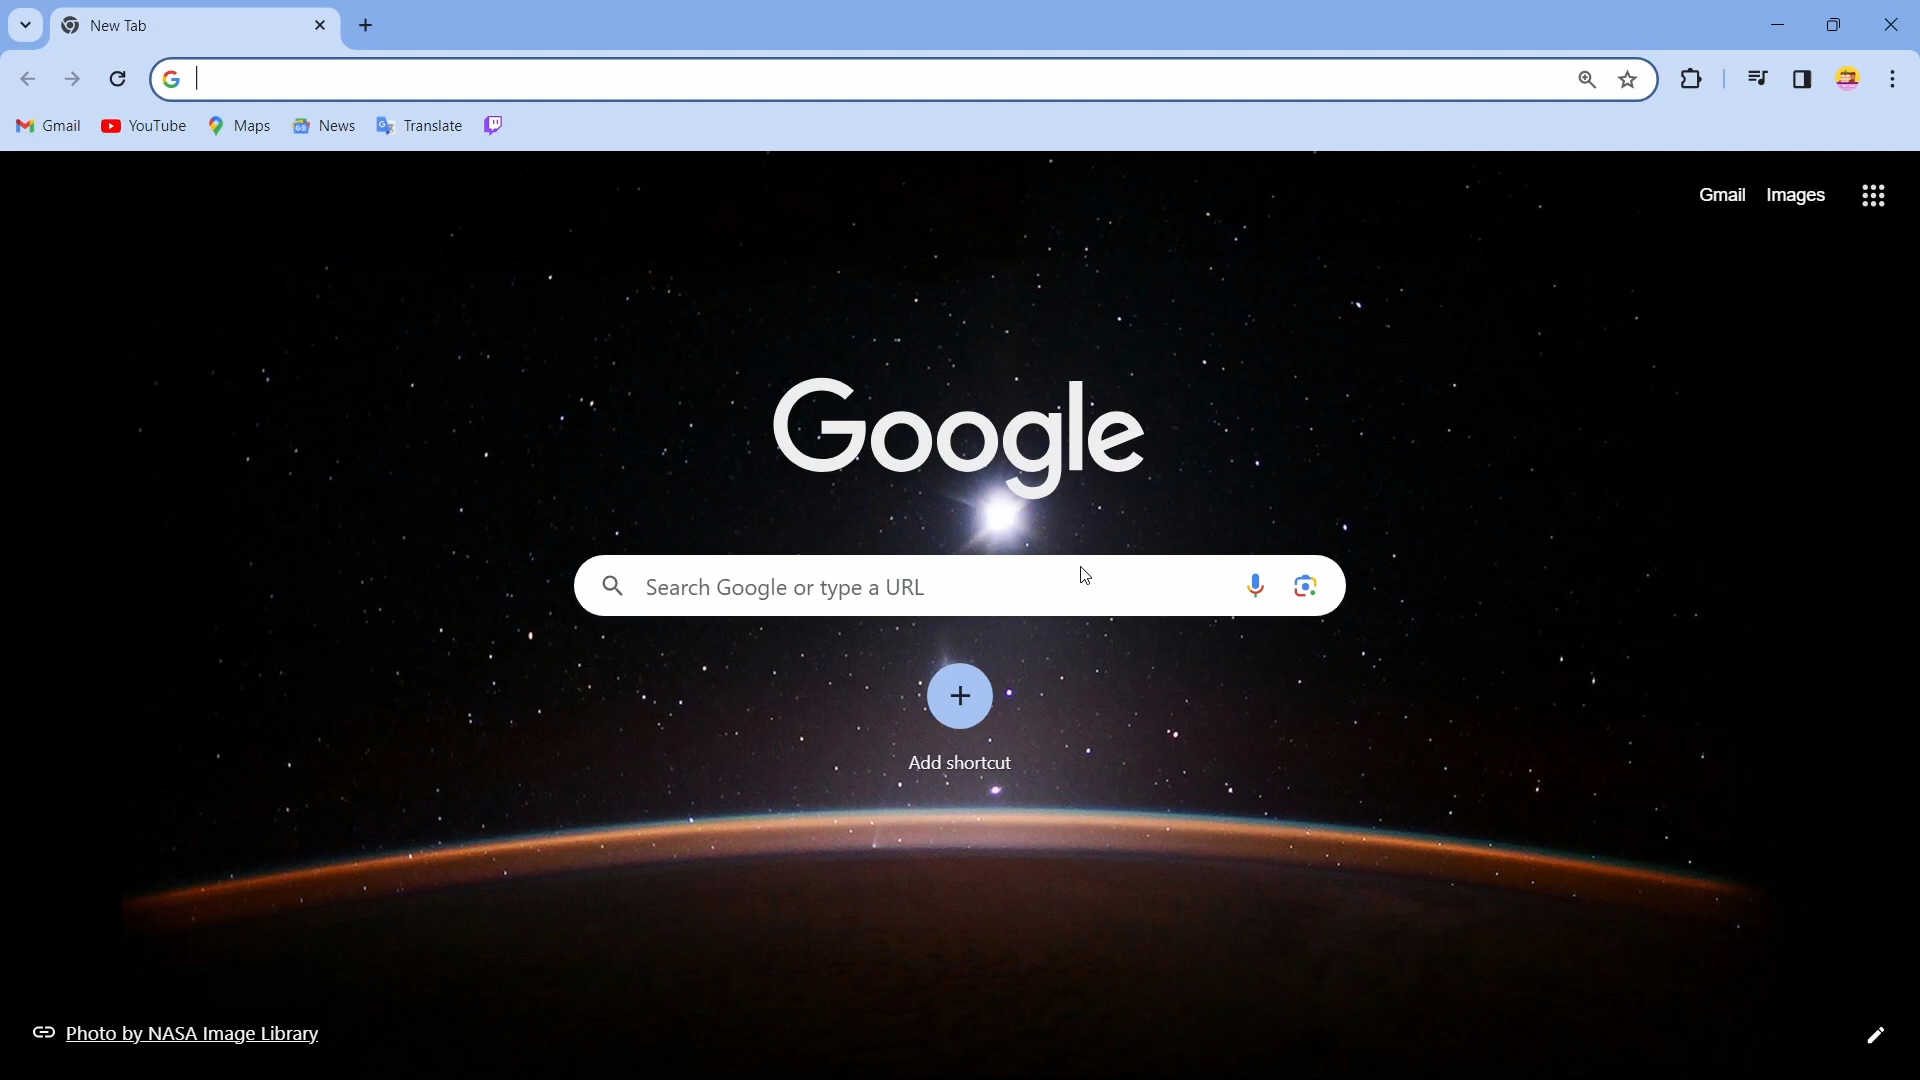 New Tab
Gmail YouTube Maps News Translate
Gmail Images
Google
Search Google or type a URL
Add shortcut
Photo by NASA Image Library